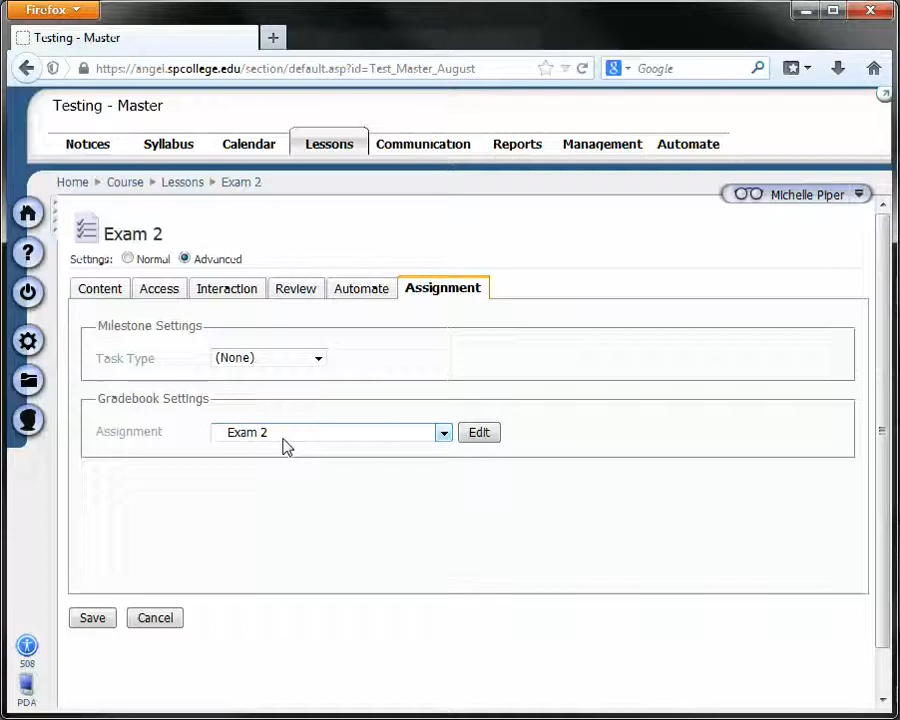 Firefox
Testing - Master
https://angel.spcollege.edu/section/default.asp?id=Test_Master_August
Google
Testing - Master
Notices
Syllabus
Calendar
Lessons
Communication
Reports
Management
Automate
Home
Course
Lessons
Exam 2
Michelle Piper
Exam 2
Settings:
Normal
Advanced
Content
Access
Interaction
Review
Automate
Assignment
Milestone Settings
Task Type
(None)
Gradebook Settings
Assignment
Exam 2
Edit
Save
Cancel
508
PDA